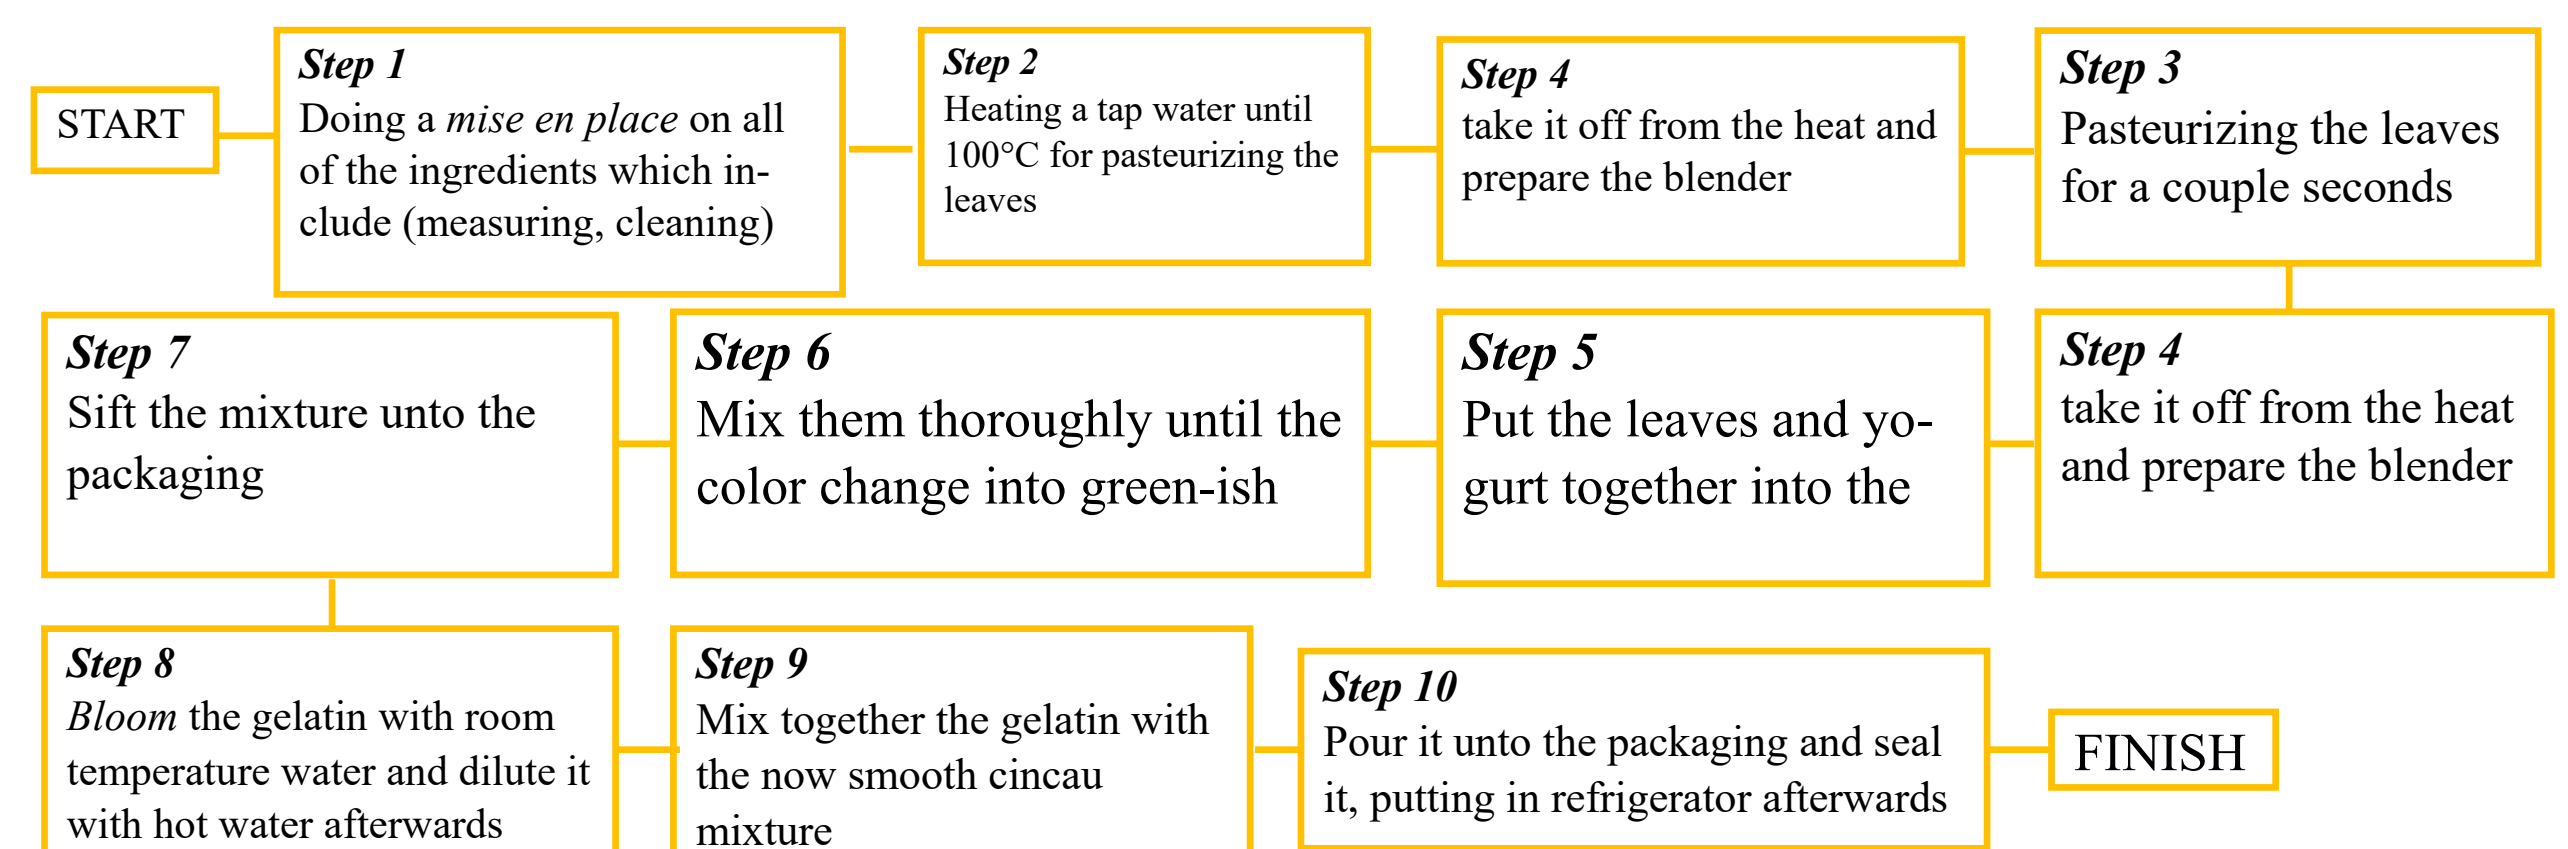 START
Step 1
Doing a mise en place on all
of the ingredients which in-
clude (measuring, cleaning)
Step 2
Heating a tap water until
100°C for pasteurizing the
leaves
Step 4
take it off from the heat and
prepare the blender
Step 3
Pasteurizing the leaves
for a couple seconds
Step 4
take it off from the heat
and prepare the blender
Step 5
Put the leaves and yo-
gurt together into the
Step 6
Mix them thoroughly until the
color change into green-ish
Step 7
Sift the mixture unto the
packaging
Step 8
Bloom the gelatin with room
temperature water and dilute it
with hot water afterwards
Step 9
Mix together the gelatin with
the now smooth cincau
mixture
Step 10
Pour it unto the packaging and seal
it, putting in refrigerator afterwards
FINISH